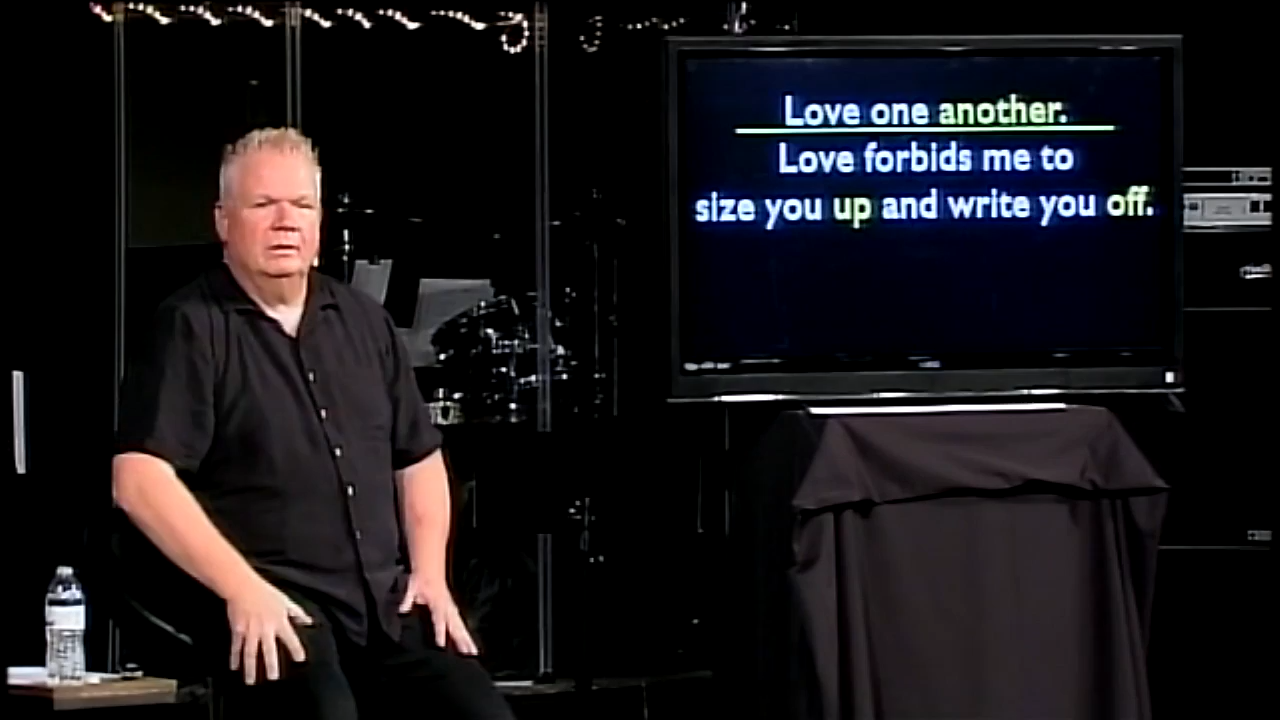 Love one another.
Love forbids me to
size you up and write you off.